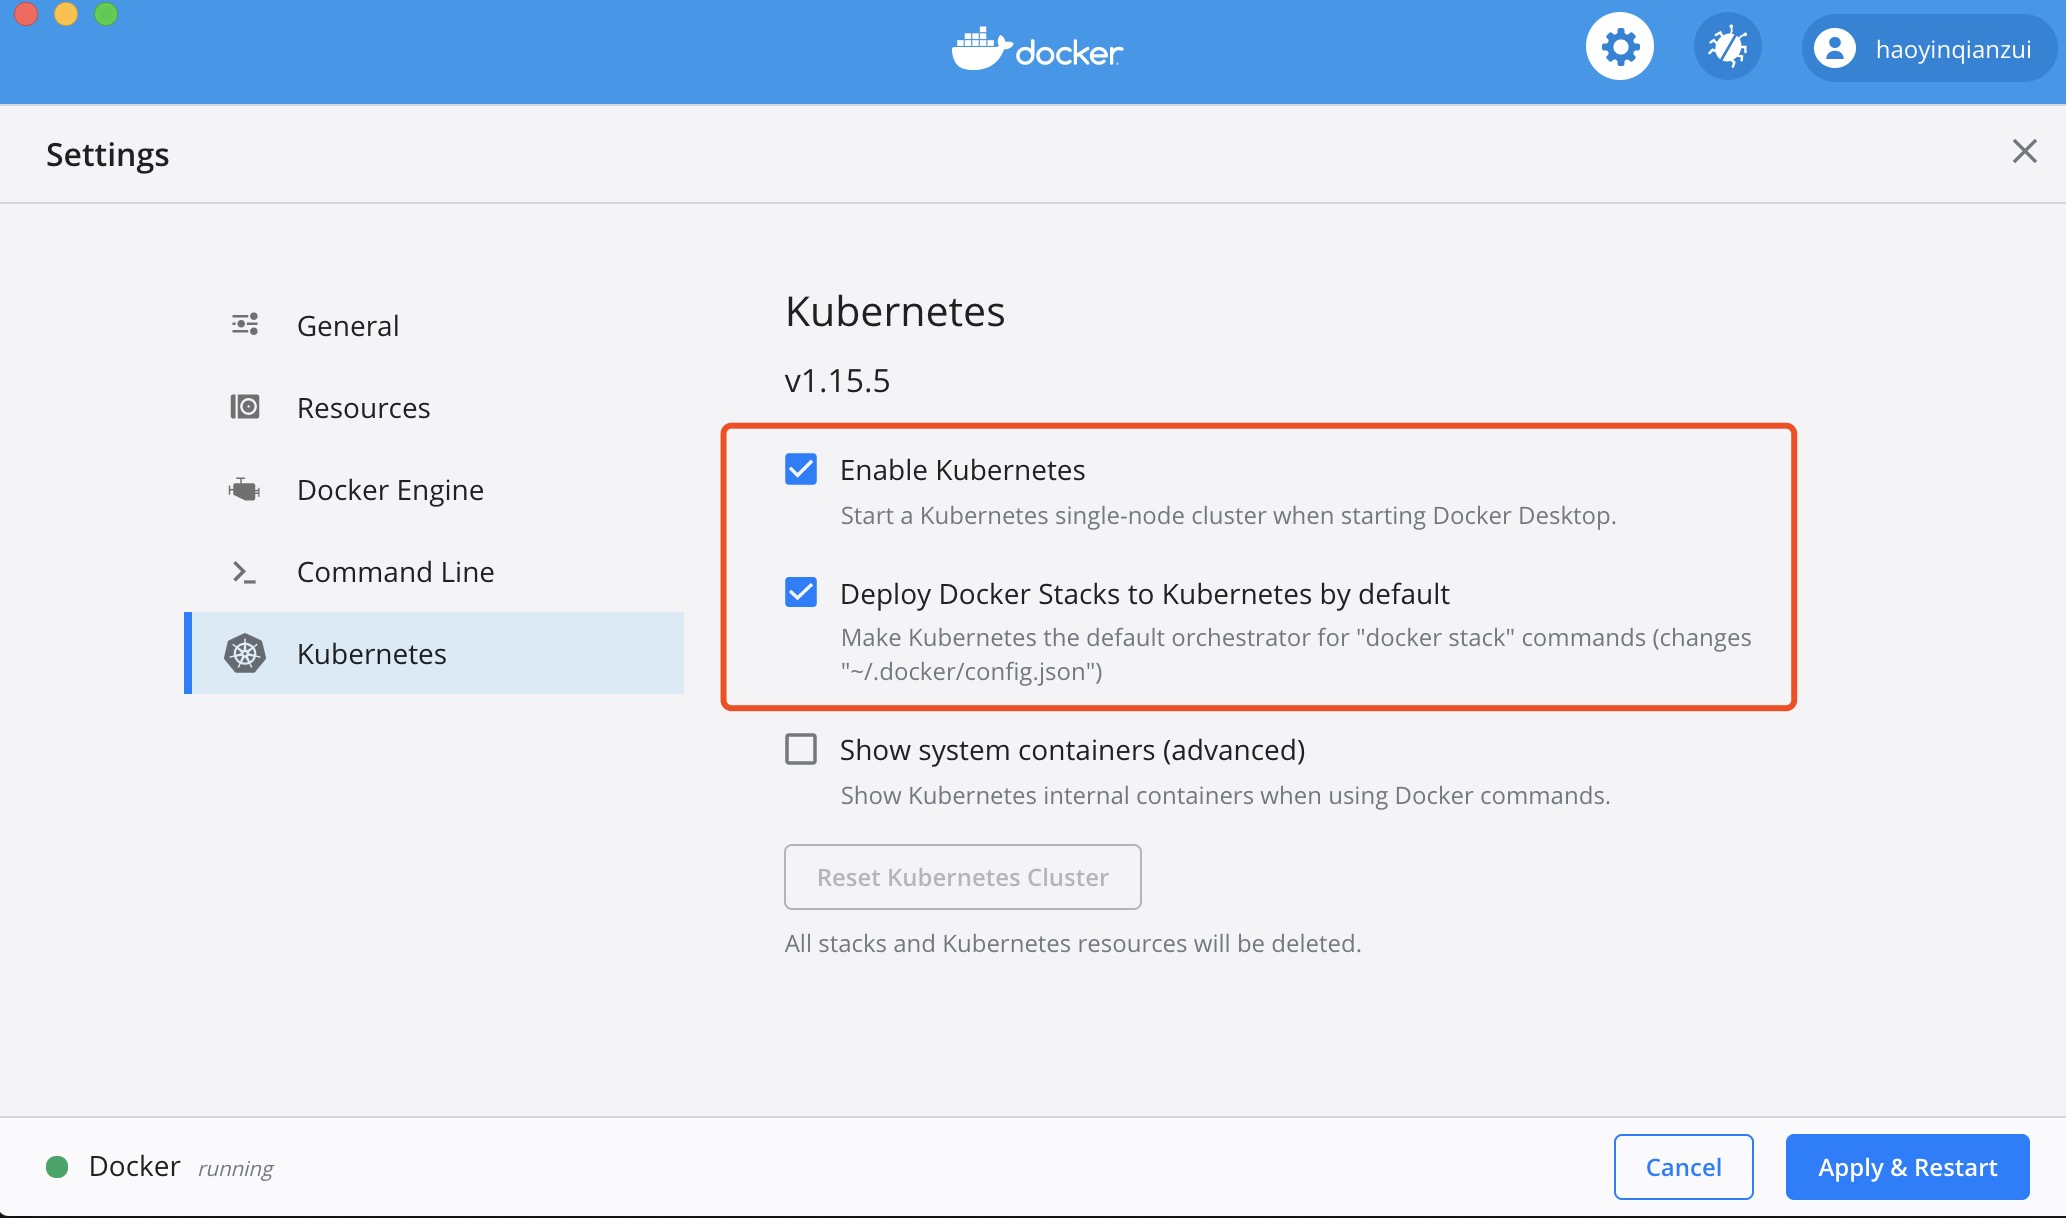 docker
haoyinqianzui
Settings
General
Resources
Docker Engine
Command Line
Kubernetes
Kubernetes
v1.15.5
Enable Kubernetes
Start a Kubernetes single-node cluster when starting Docker Desktop.
Deploy Docker Stacks to Kubernetes by default
Make Kubernetes the default orchestrator for "docker stack" commands (changes
"~/.docker/config.json")
Show system containers (advanced)
Show Kubernetes internal containers when using Docker commands.
Reset Kubernetes Cluster
All stacks and Kubernetes resources will be deleted.
Docker running
Cancel
Apply & Restart